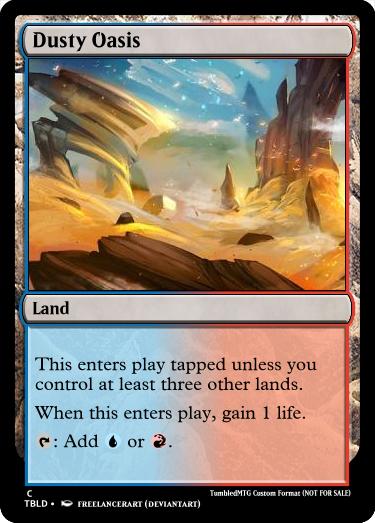 Dusty Oasis
Land
This enters play tapped unless you
control at least three other lands.
When this enters play, gain 1 life.
: Add or .
C
TBLD • FREELANCERART (DEVIANTART)
TumbledMTG Custom Format (NOT FOR SALE)